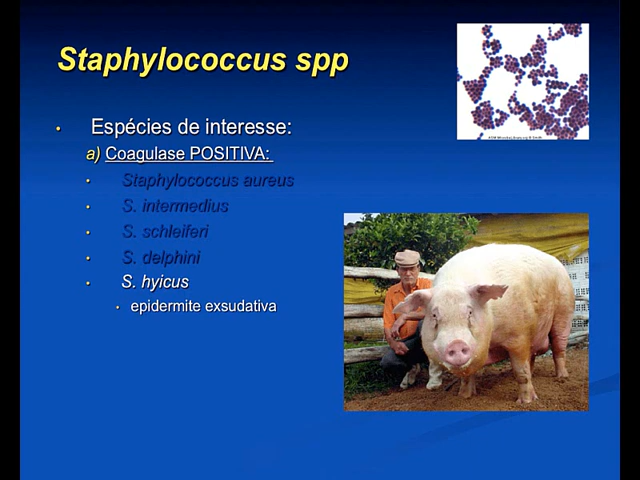 Staphylococcus spp
• Espécies de interesse:
a) Coagulase POSITIVA:
• Staphylococcus aureus
• S. intermedius
• S. schleiferi
• S. delphini
• S. hyicus
• epidermite exsudativa